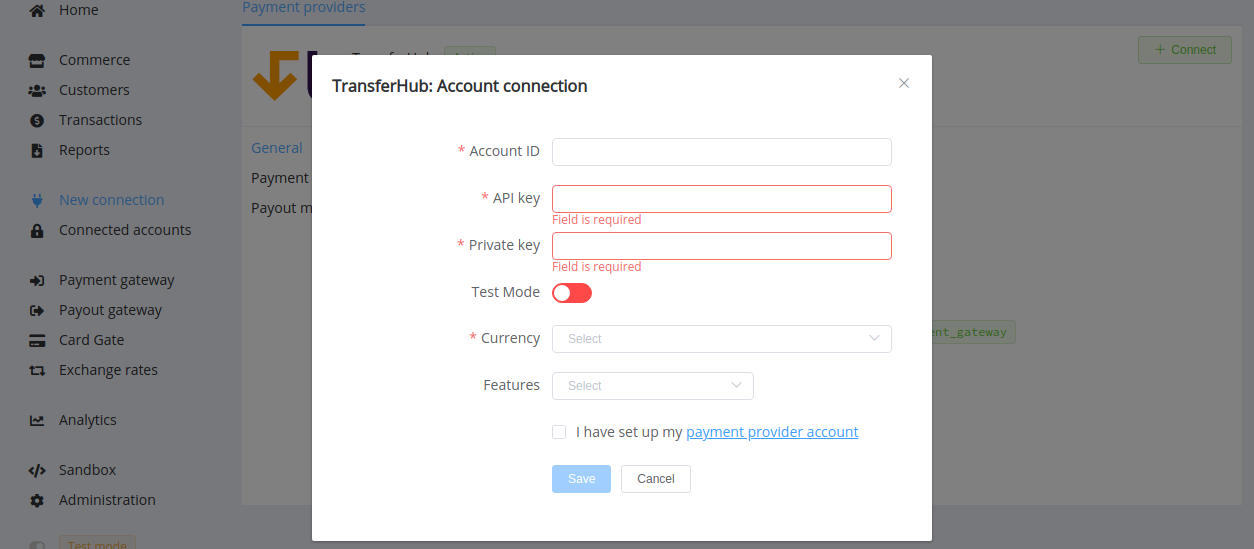 Home
Commerce
Customers
Transactions
Reports
New connection
Connected accounts
Payment gateway
Payout gateway
Card Gate
Exchange rates
Analytics
Sandbox
Administration
Test mode
Payment providers
+ Connect
General
Payment
Payout m
ent_gateway
TransferHub: Account connection
* Account ID
* API key
Field is required
* Private key
Field is required
Test Mode
* Currency
Select
Features
Select
I have set up my payment provider account
Save
Cancel